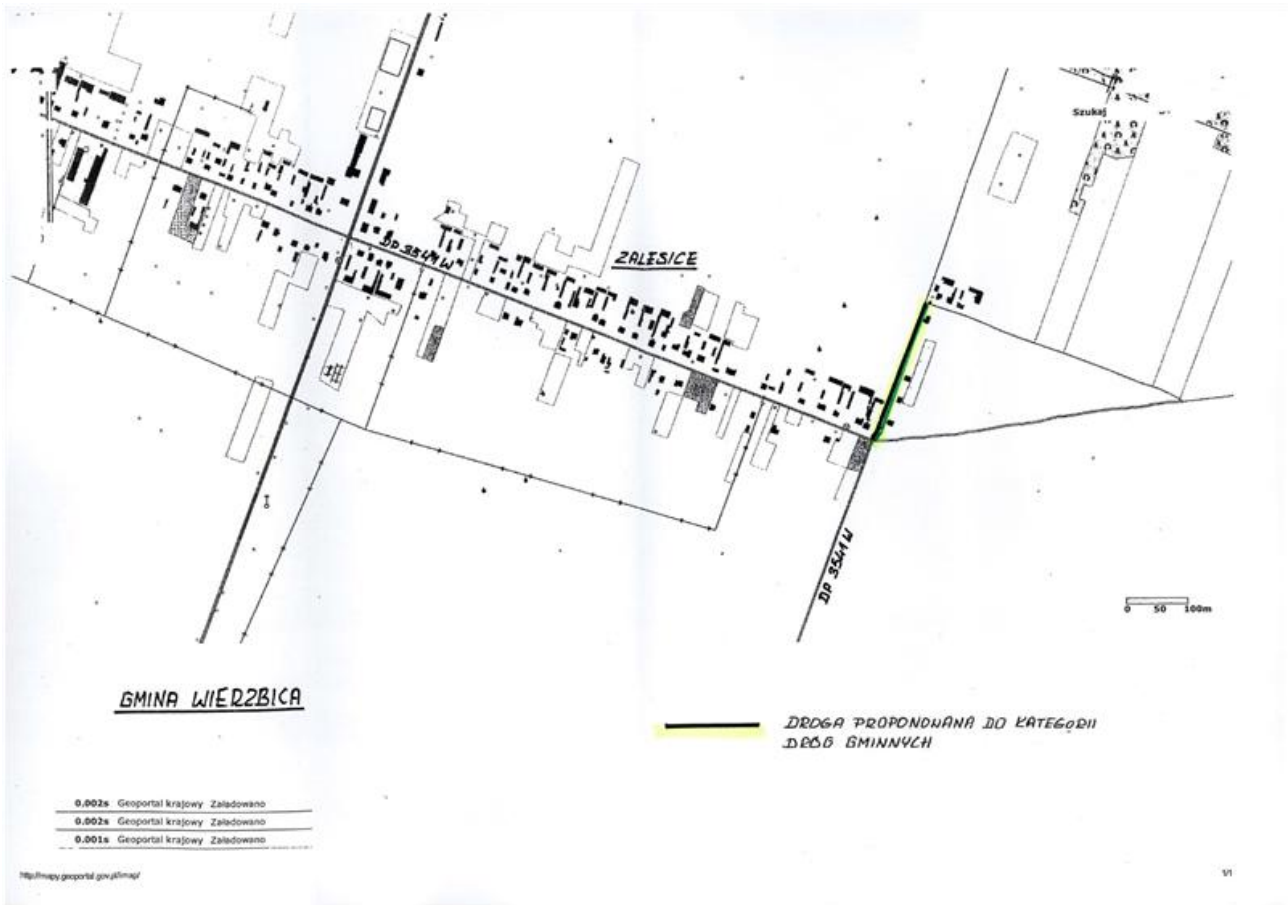 Szukaj
ZALESICE
DP 3541W
DP 3541W
0 50 100m
GMINA WIERZBICA
DROGA PROPONOWANA DO KATEGORII
DRÓG GMINNYCH
0.002s Geoportal krajowy Załadowano
0.002s Geoportal krajowy Załadowano
0.001s Geoportal krajowy Załadowano
http://mapy.geoportal.gov.pl/imap/
1/1